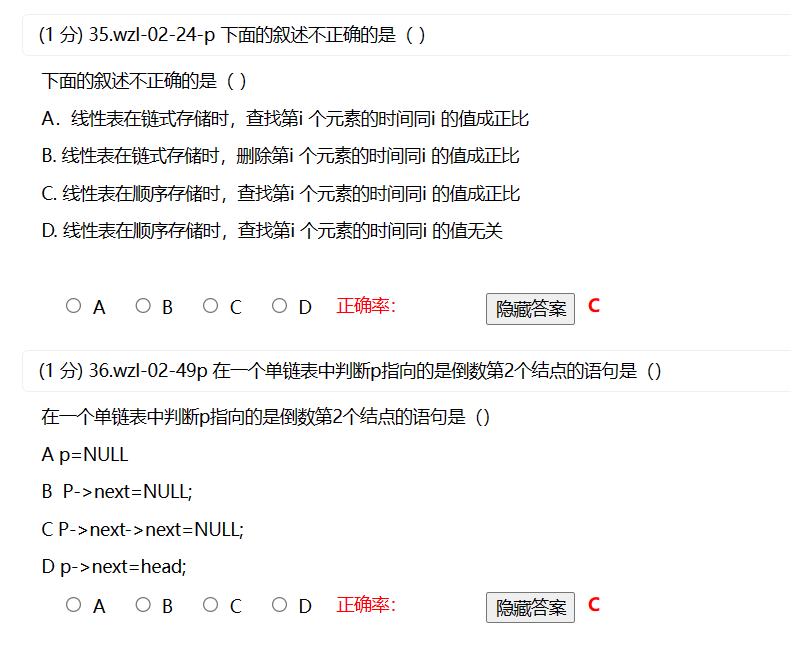 (1 分) 35.wzl-02-24-p 下面的叙述不正确的是（ ）
下面的叙述不正确的是（ ）
A．线性表在链式存储时，查找第i 个元素的时间同i 的值成正比
B. 线性表在链式存储时，删除第i 个元素的时间同i 的值成正比
C. 线性表在顺序存储时，查找第i 个元素的时间同i 的值成正比
D. 线性表在顺序存储时，查找第i 个元素的时间同i 的值无关
A B C D 正确率： 隐藏答案 C
(1 分) 36.wzl-02-49p 在一个单链表中判断p指向的是倒数第2个结点的语句是（）
在一个单链表中判断p指向的是倒数第2个结点的语句是（）
A p=NULL
B P->next=NULL;
C P->next->next=NULL;
D p->next=head;
A B C D 正确率： 隐藏答案 C